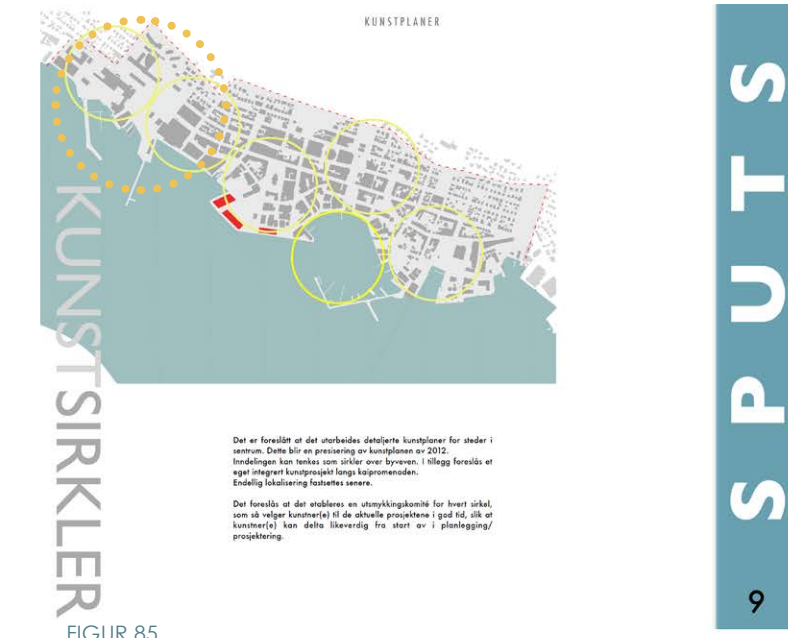 KUNSTPLANER
KUNSTSIRKLER
Det er foreslått at det utarbeides detaljerte kunstplaner for steder i
sentrum. Dette blir en presisering av kunstplanen av 2012.
Inndelingen kan tenkes som sirkler over byveven. I tillegg foreslås et
eget integrert kunstprosjekt langs kaipromenaden.
Endellig lokalisering fastsettes senere.
Det foreslås at det etableres en utsmykkingskomité for hvert sirkel,
som så velger kunstner(e) til de aktuelle prosjektene i god tid, slik at
kunstner(e) kan delta likeverdig fra start av i planlegging/
prosjektering.
FIGUR 85
SPUTS
9